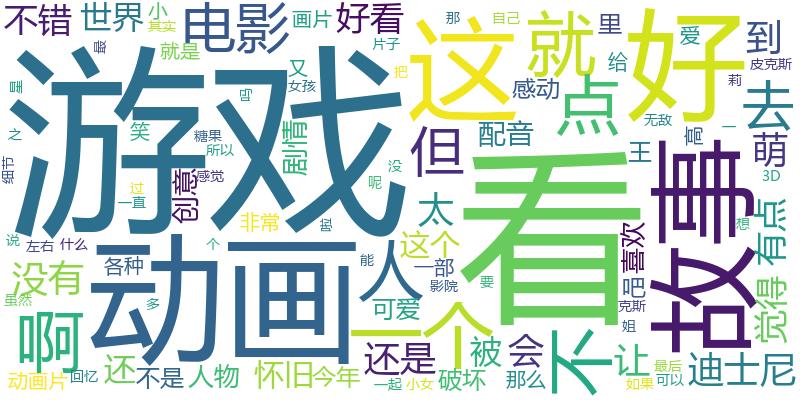 不错
世界
小
其实
电影
画片
好看
这
就
里
好
爱
到
那
自己
最
就是
片子
给
皮克斯
又
女孩
感动
点
把
莉
去
星
游戏
吗
笑
剧情
但
配音
无敌
高
一
萌
之
糖果
所以
王
细节
创意
感觉
没
看
故事
3D
过
呢
太
一直
非常
啦
想
有点
说
左右
什么
个
这个
喜欢
动画
人
能
一部
没有
各种
影院
要
吧
虽然
多
可爱
克斯
觉得
啊
一个
姐
还
还是
被
会
不
让
迪士尼
最后
动画片
回忆
不是
人物
怀旧
今年
一起
小女
破坏
那么
如果
可以